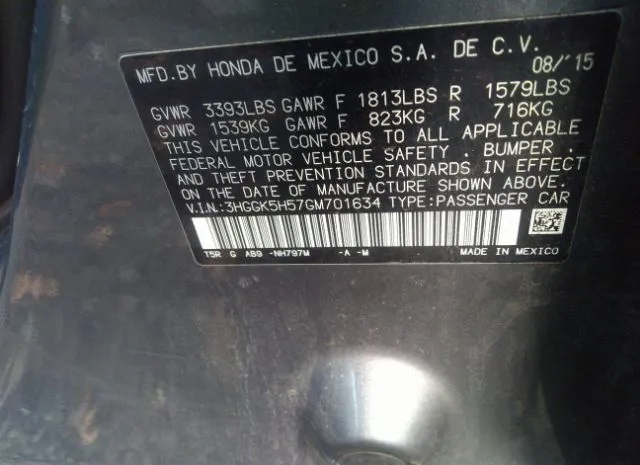 MFD.BY HONDA DE MEXICO S.A. DE C.V. 08/'15
GVWR 3393LBS GAWR F 1813LBS R 1579LBS
GVWR 1539KG GAWR F 823KG R 716KG
THIS VEHICLE CONFORMS TO ALL APPLICABLE
FEDERAL MOTOR VEHICLE SAFETY . BUMPER .
AND THEFT PREVENTION STANDARDS IN EFFECT
ON THE DATE OF MANUFACTURE SHOWN ABOVE.
V.I.N.:3HGGK5H57GM701634 TYPE:PASSENGER CAR
T5R G AB9 -NH797M -A -M MADE IN MEXICO